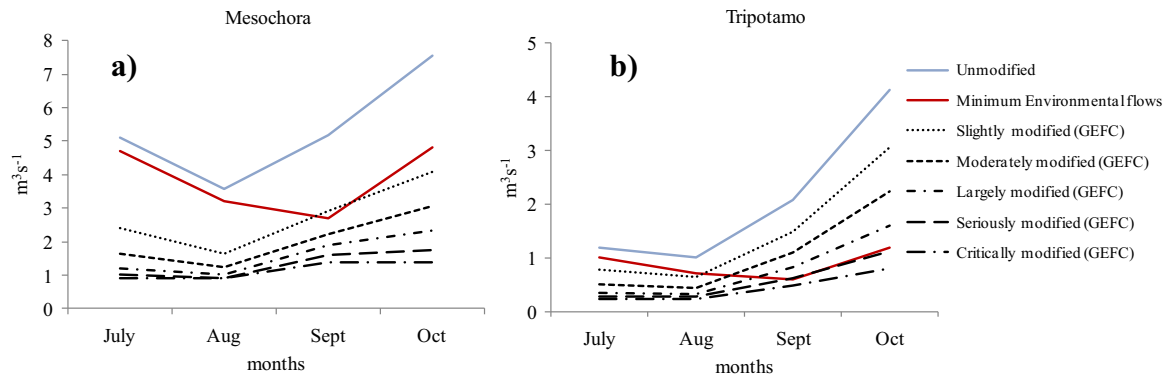 Mesochora
a)
8
7
6
5
4
3
2
1
0
m³s⁻¹
July Aug Sept Oct
months
Tripotamo
b)
5
4
3
2
1
0
m³s⁻¹
July Aug Sept Oct
months
Unmodified
Minimum Environmental flows
Slightly modified (GEFC)
Moderately modified (GEFC)
Largely modified (GEFC)
Seriously modified (GEFC)
Critically modified (GEFC)